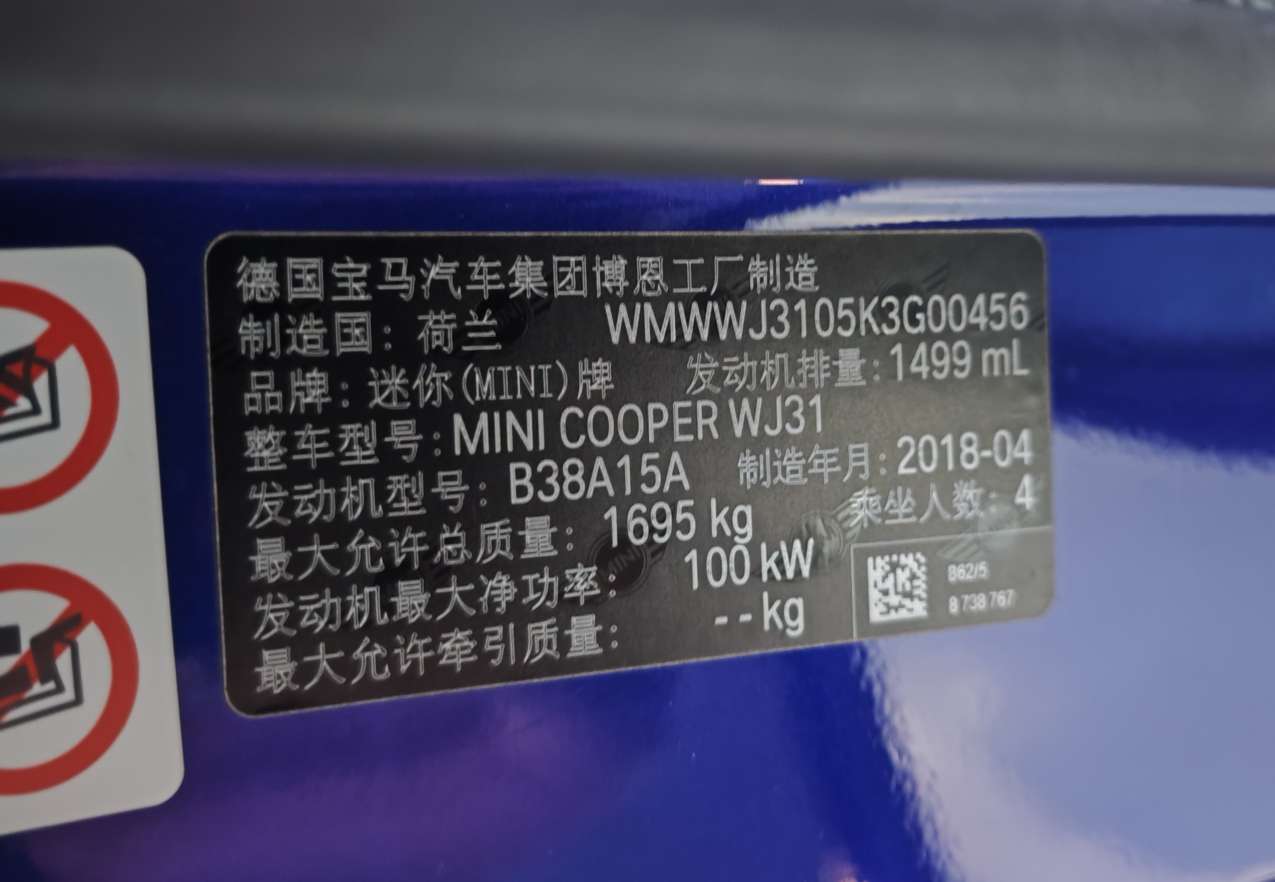 德国宝马汽车集团博恩工厂制造
制造国：荷兰 WMWWJ3105K3G00456
品牌：迷你(MINI)牌 发动机排量：1499 mL
整车型号：MINI COOPER WJ31
发动机型号：B38A15A 制造年月：2018-04
最大允许总质量：1695 kg 乘坐人数：4
发动机最大净功率：100 kW
最大允许牵引质量：--kg
B62/5
8 738 767